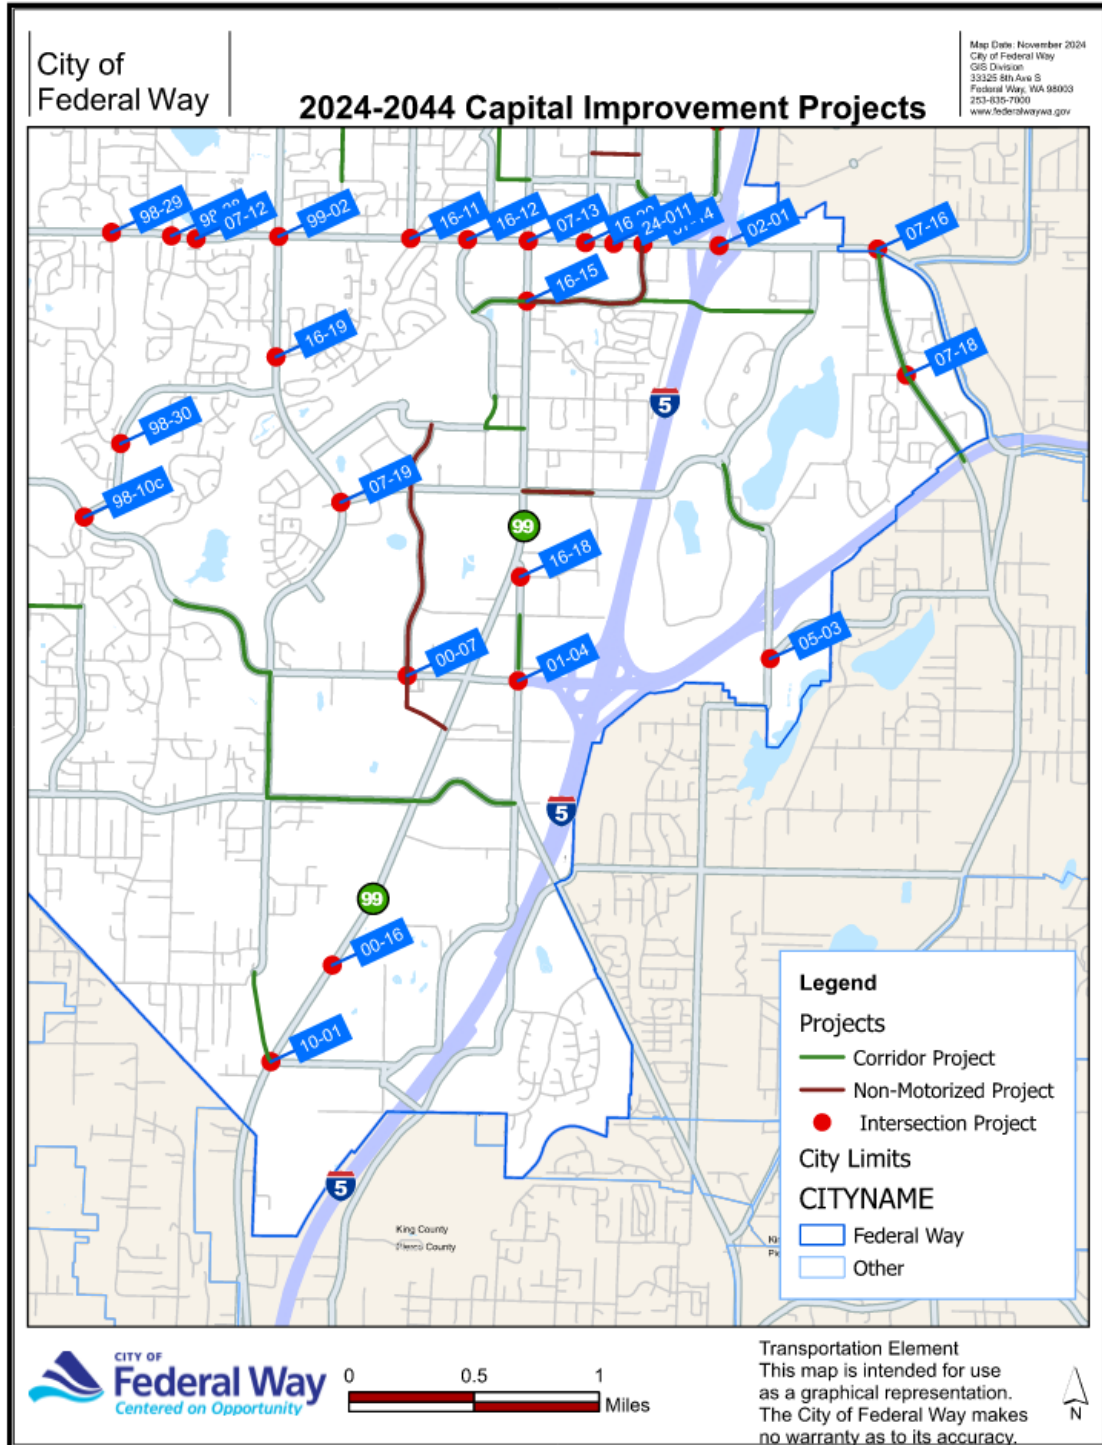 City of
Federal Way
2024-2044 Capital Improvement Projects
Map Date: November 2024
City of Federal Way
GIS Division
33325 8th Ave S
Federal Way, WA 98003
253-835-7000
www.federalwaywa.gov
98-29
07-12
99-02
16-11
16-12
07-13
24-011
02-01
07-16
16-15
16-19
07-18
98-30
5
98-10c
07-19
99
16-18
00-07
01-04
05-03
5
99
00-16
10-01
5
King County
Pierce County
Legend
Projects
Corridor Project
Non-Motorized Project
Intersection Project
City Limits
CITYNAME
Federal Way
Other
CITY OF
Federal Way
Centered on Opportunity
0 0.5 1
Miles
Transportation Element
This map is intended for use
as a graphical representation.
The City of Federal Way makes
no warranty as to its accuracy.
N